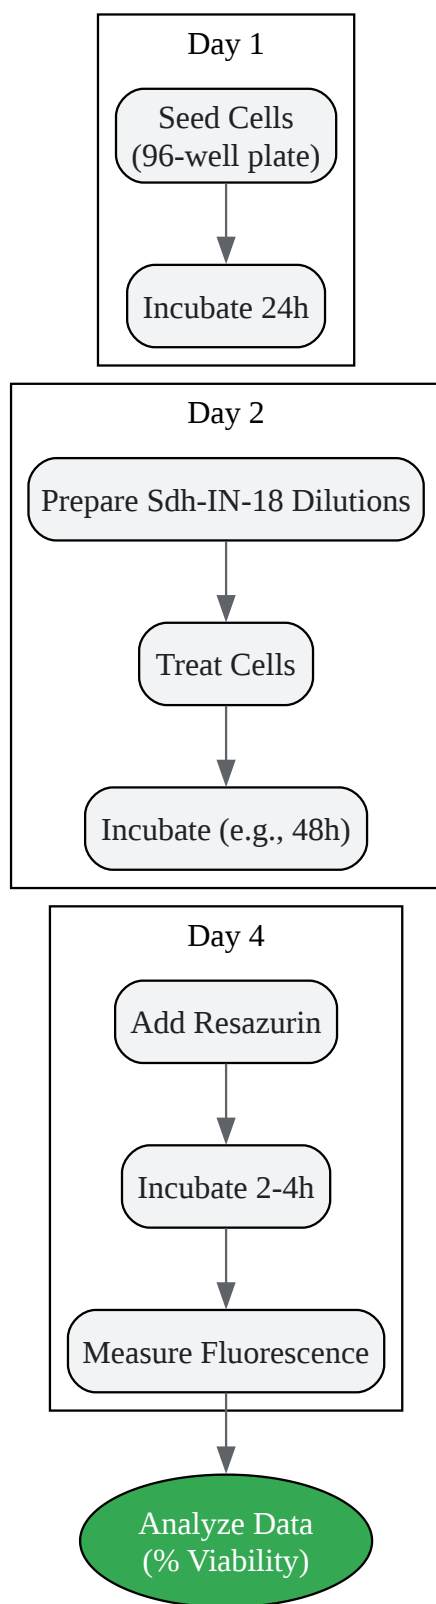 Day 1
Seed Cells
(96-well plate)
Incubate 24h
Day 2
Prepare Sdh-IN-18 Dilutions
Treat Cells
Incubate (e.g., 48h)
Day 4
Add Resazurin
Incubate 2-4h
Measure Fluorescence
Analyze Data
(% Viability)